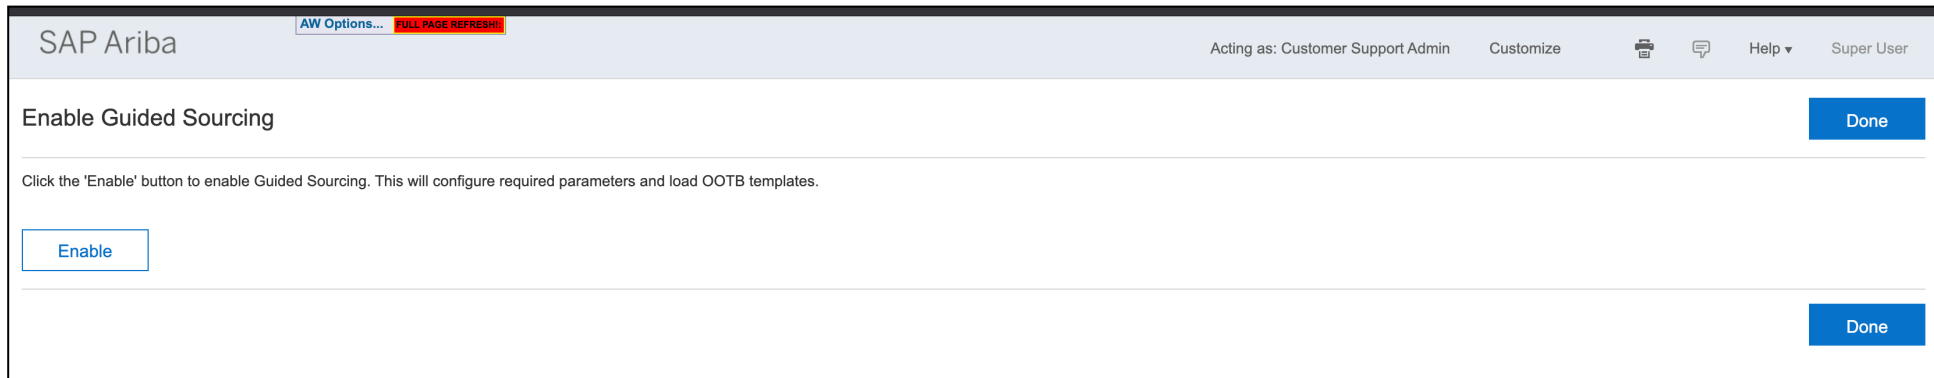 AW Options... FULL PAGE REFRESH!:
SAP Ariba
Acting as: Customer Support Admin Customize Help ▾ Super User
Enable Guided Sourcing
Done
Click the 'Enable' button to enable Guided Sourcing. This will configure required parameters and load OOTB templates.
Enable
Done